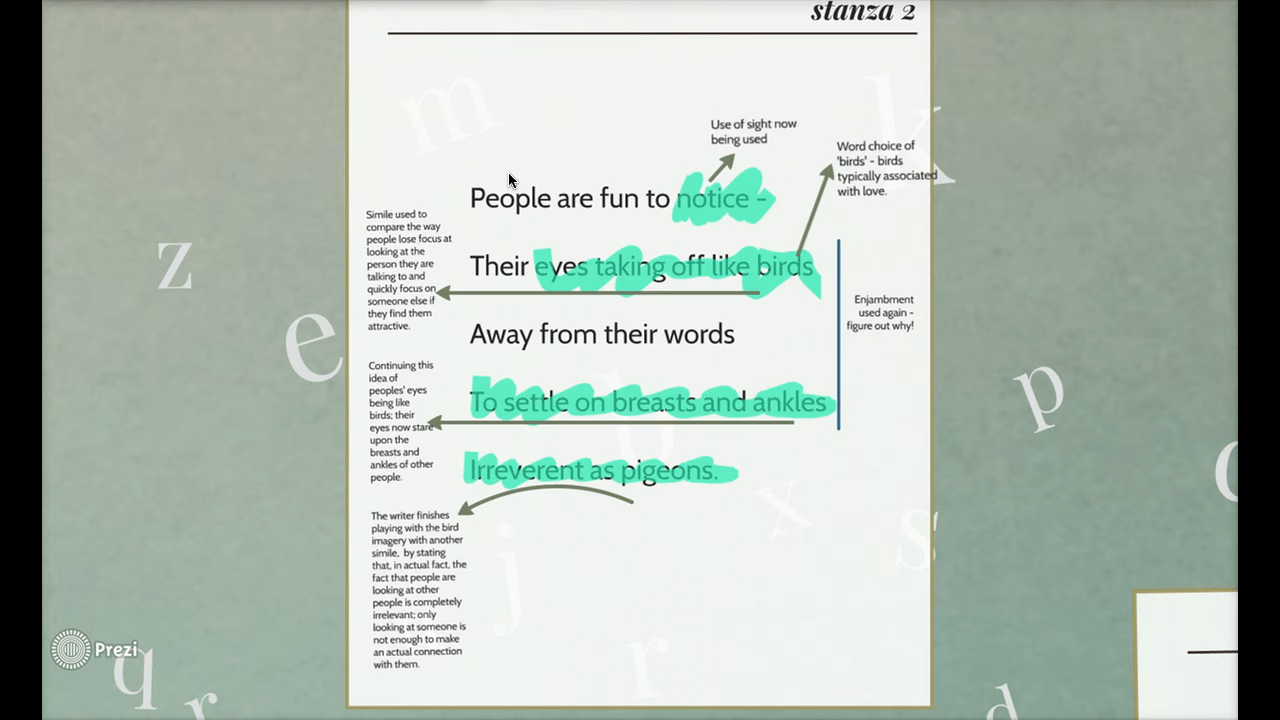 stanza 2
Use of sight now
being used
Word choice of
'birds' - birds
typically associated
with love.
People are fun to notice -
Their eyes taking off like birds
Away from their words
To settle on breasts and ankles
Irreverent as pigeons.
Simile used to
compare the way
people lose focus at
looking at the
person they are
talking to and
quickly focus on
someone else if
they find them
attractive.
Enjambment
used again -
figure out why!
Continuing this
idea of
peoples' eyes
being like
birds; their
eyes now stare
upon the
breasts and
ankles of other
people.
The writer finishes
playing with the bird
imagery with another
simile, by stating
that, in actual fact, the
fact that people are
looking at other
people is completely
irrelevant; only
looking at someone is
not enough to make
an actual connection
with them.
Prezi
m
k
z
e
p
b
x
s
j
r
q
r
d